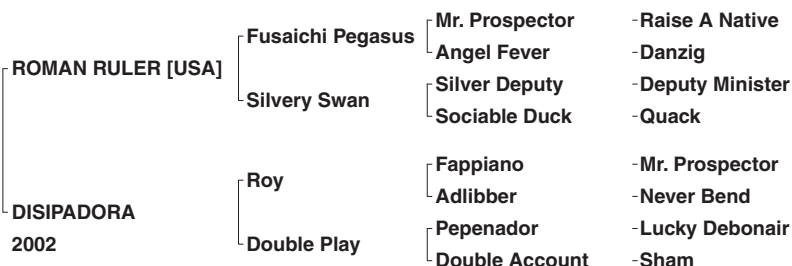 Mr. Prospector -Raise A Native
Fusaichi Pegasus
Angel Fever -Danzig
ROMAN RULER [USA]
Silver Deputy -Deputy Minister
Silvery Swan
Sociable Duck -Quack
Fappiano -Mr. Prospector
Roy
Adlibber -Never Bend
DISIPADORA
Pepenador -Lucky Debonair
2002 Double Play
Double Account -Sham